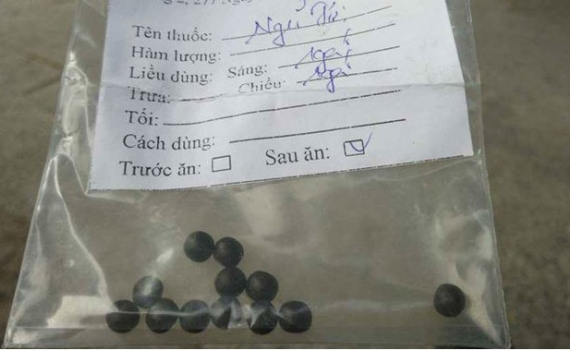 Tên thuốc:
Hàm lượng:
Liều dùng: Sáng:
Trưa: Chiều:
Tối:
Cách dùng:
Trước ăn: Sau ăn: